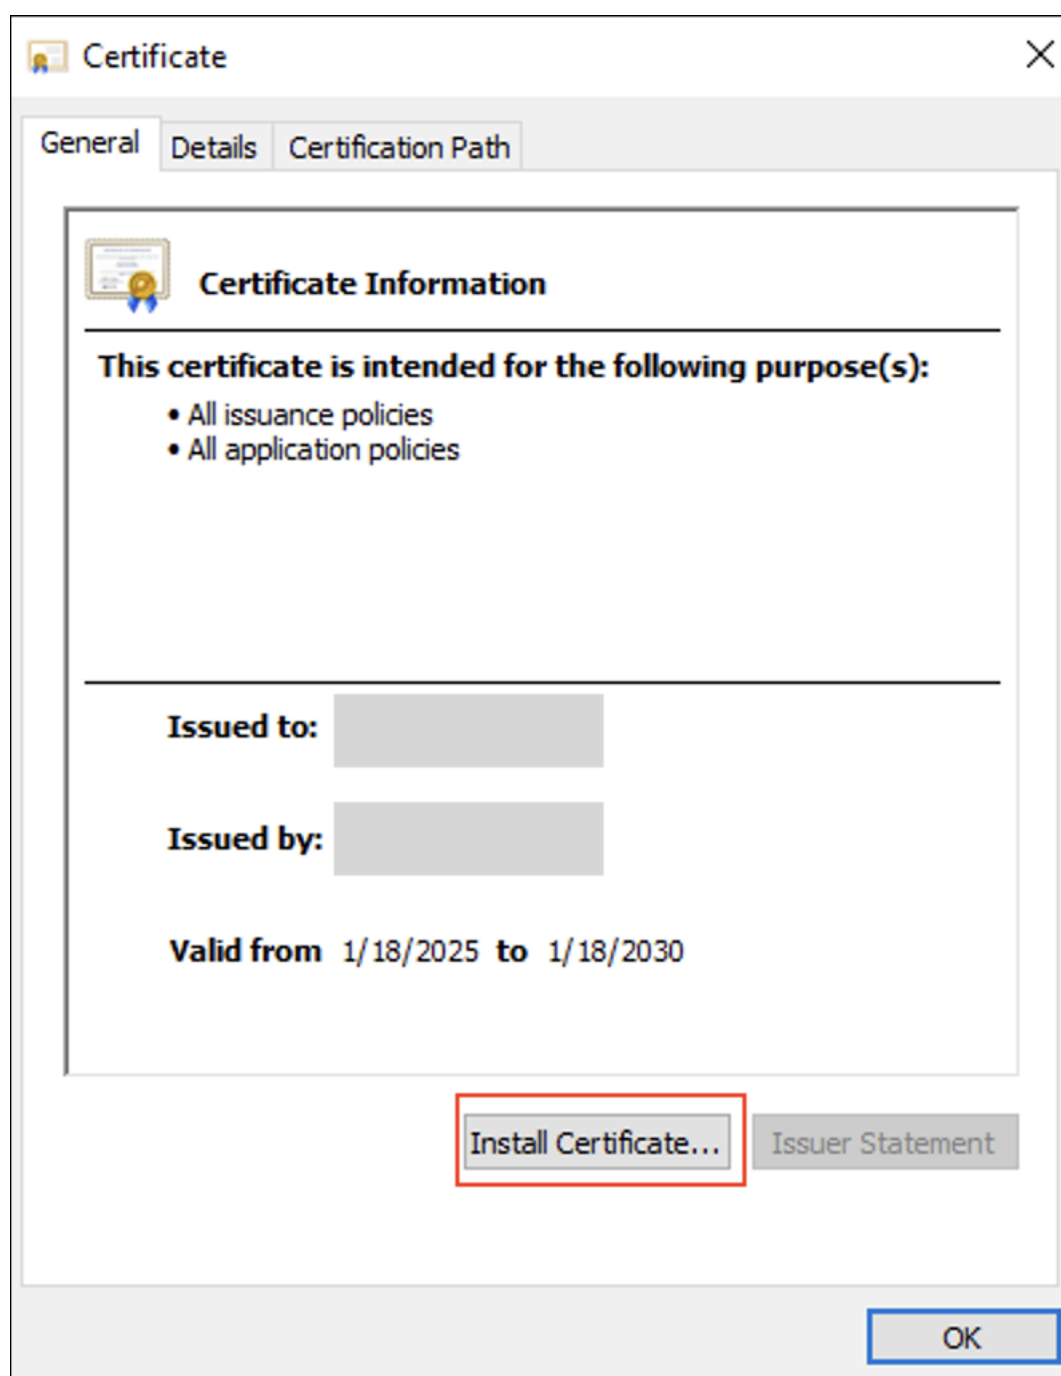 Certificate
General Details Certification Path
Certificate Information
This certificate is intended for the following purpose(s):
• All issuance policies
• All application policies
Issued to:
Issued by:
Valid from 1/18/2025 to 1/18/2030
Install Certificate... Issuer Statement
OK